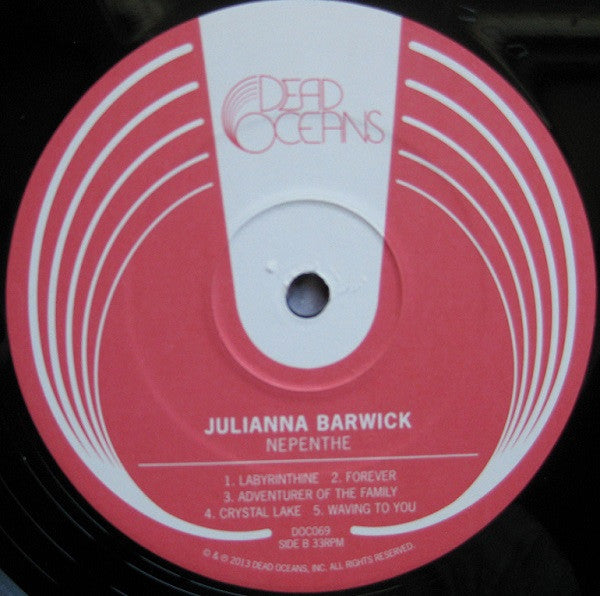 DEAD
OCEANS
JULIANNA BARWICK
NEPENTHE
1. LABYRINTHINE 2. FOREVER
3. ADVENTURER OF THE FAMILY
4. CRYSTAL LAKE 5. WAVING TO YOU
DOC069
SIDE B 33RPM
© & ℗ 2013 DEAD OCEANS, INC. ALL RIGHTS RESERVED.